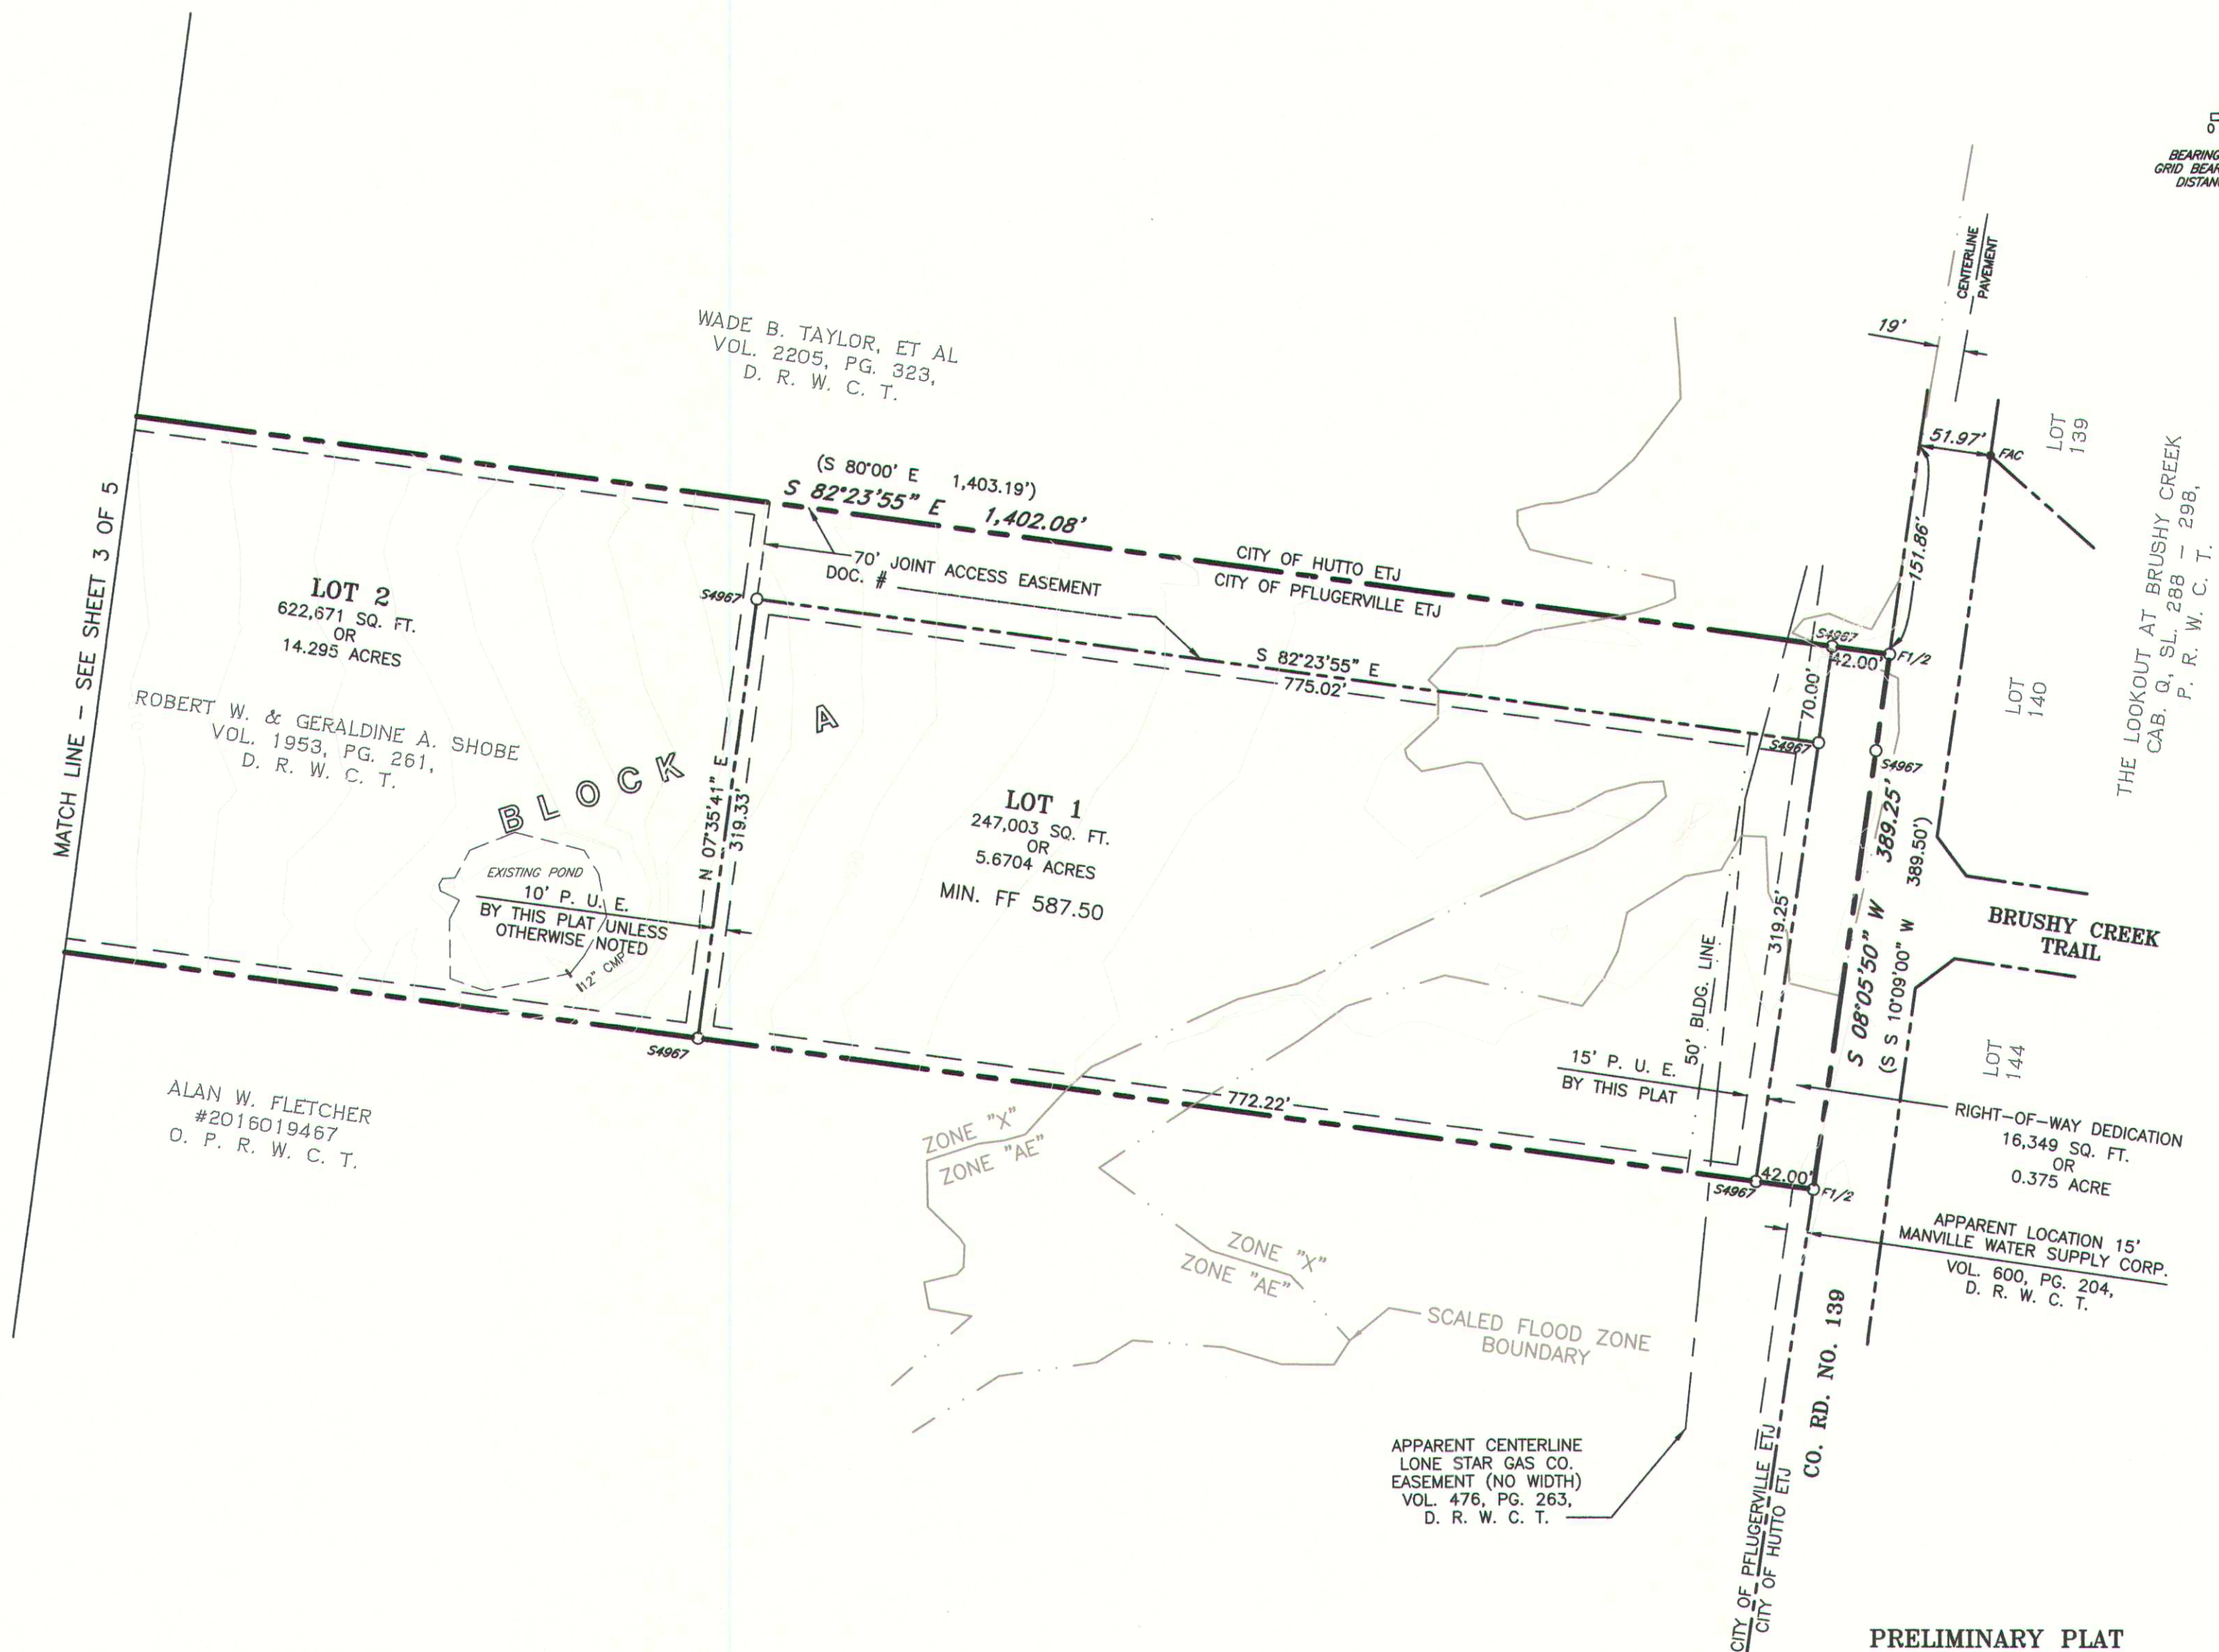 BEARING
GRID BEAR
DISTAN
CENTERLINE
PAVEMENT
19'
WADE B. TAYLOR, ET AL
VOL. 2205, PG. 323,
D. R. W. C. T.
51.97'
FAC
LOT
139
151.86'
THE LOOKOUT AT BRUSHY CREEK
CAB. Q, SL. 288 - 298,
P. R. W. C. T.
MATCH LINE - SEE SHEET 3 OF 5
(S 80°00' E 1,403.19')
S 82°23'55" E 1,402.08'
70' JOINT ACCESS EASEMENT
DOC. #
CITY OF HUTTO ETJ
CITY OF PFLUGERVILLE ETJ
LOT 2
622,671 SQ. FT.
OR
14.295 ACRES
S4967
S 82°23'55" E
775.02'
S4967
42.00'
F1/2
70.00'
S4967
S4967
LOT
140
ROBERT W. & GERALDINE A. SHOBE
VOL. 1953, PG. 261,
D. R. W. C. T.
BLOCK A
N 07°35'41" E
319.33'
LOT 1
247,003 SQ. FT.
OR
5.6704 ACRES
MIN. FF 587.50
EXISTING POND
10' P. U. E.
BY THIS PLAT UNLESS
OTHERWISE NOTED
12" CMP
319.25'
50' BLDG. LINE
S 08°05'50" W 389.25'
(S S 10°09'00" W 389.50')
BRUSHY CREEK
TRAIL
LOT
144
S4967
772.22'
15' P. U. E.
BY THIS PLAT
RIGHT-OF-WAY DEDICATION
16,349 SQ. FT.
OR
0.375 ACRE
ALAN W. FLETCHER
#2016019467
O. P. R. W. C. T.
ZONE "X"
ZONE "AE"
S4967
42.00'
F1/2
APPARENT LOCATION 15'
MANVILLE WATER SUPPLY CORP.
VOL. 600, PG. 204,
D. R. W. C. T.
ZONE "X"
ZONE "AE"
SCALED FLOOD ZONE
BOUNDARY
CO. RD. NO. 139
APPARENT CENTERLINE
LONE STAR GAS CO.
EASEMENT (NO WIDTH)
VOL. 476, PG. 263,
D. R. W. C. T.
CITY OF PFLUGERVILLE ETJ
CITY OF HUTTO ETJ
PRELIMINARY PLAT